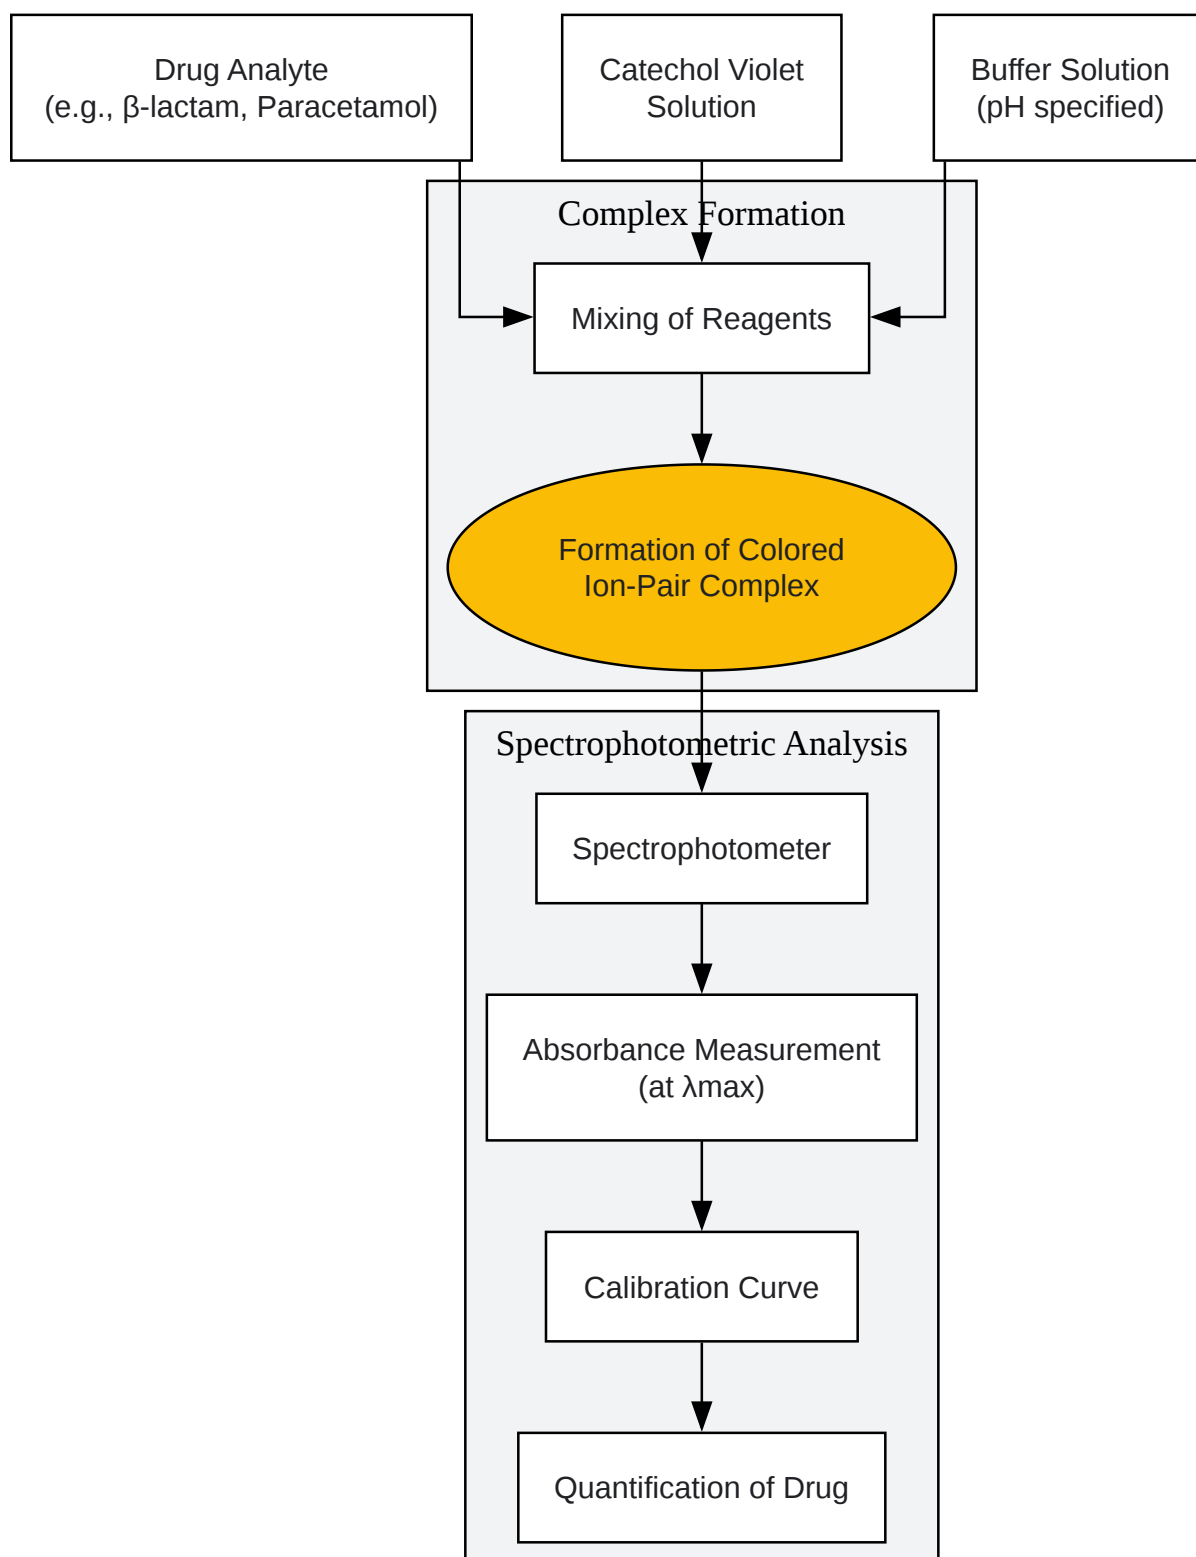 Drug Analyte
(e.g., β-lactam, Paracetamol)
Catechol Violet
Solution
Buffer Solution
(pH specified)
Complex Formation
Mixing of Reagents
Formation of Colored
Ion-Pair Complex
Spectrophotometric Analysis
Spectrophotometer
Absorbance Measurement
(at λmax)
Calibration Curve
Quantification of Drug